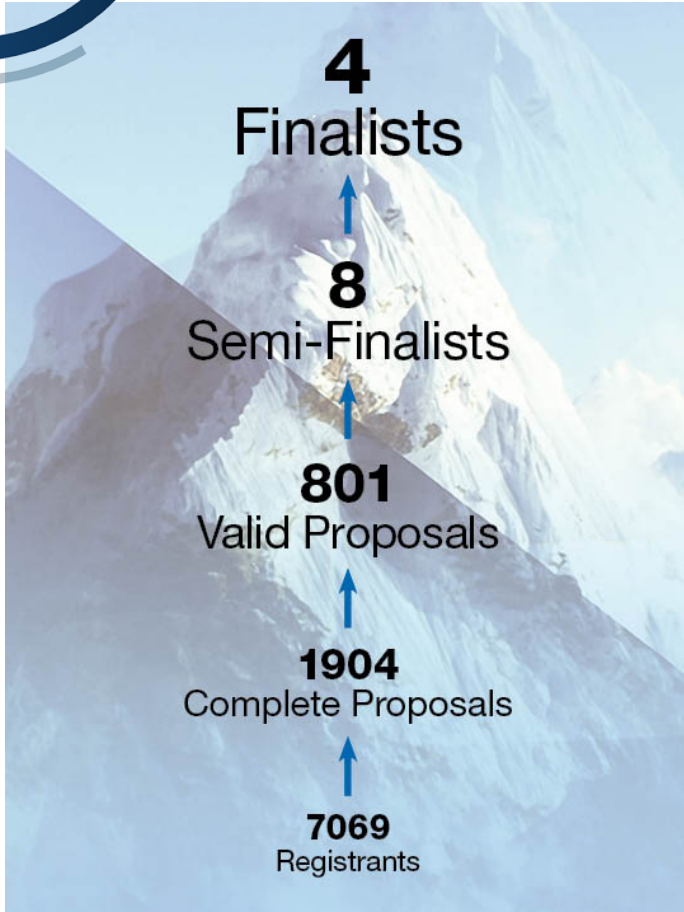 4
Finalists
8
Semi-Finalists
801
Valid Proposals
1904
Complete Proposals
7069
Registrants